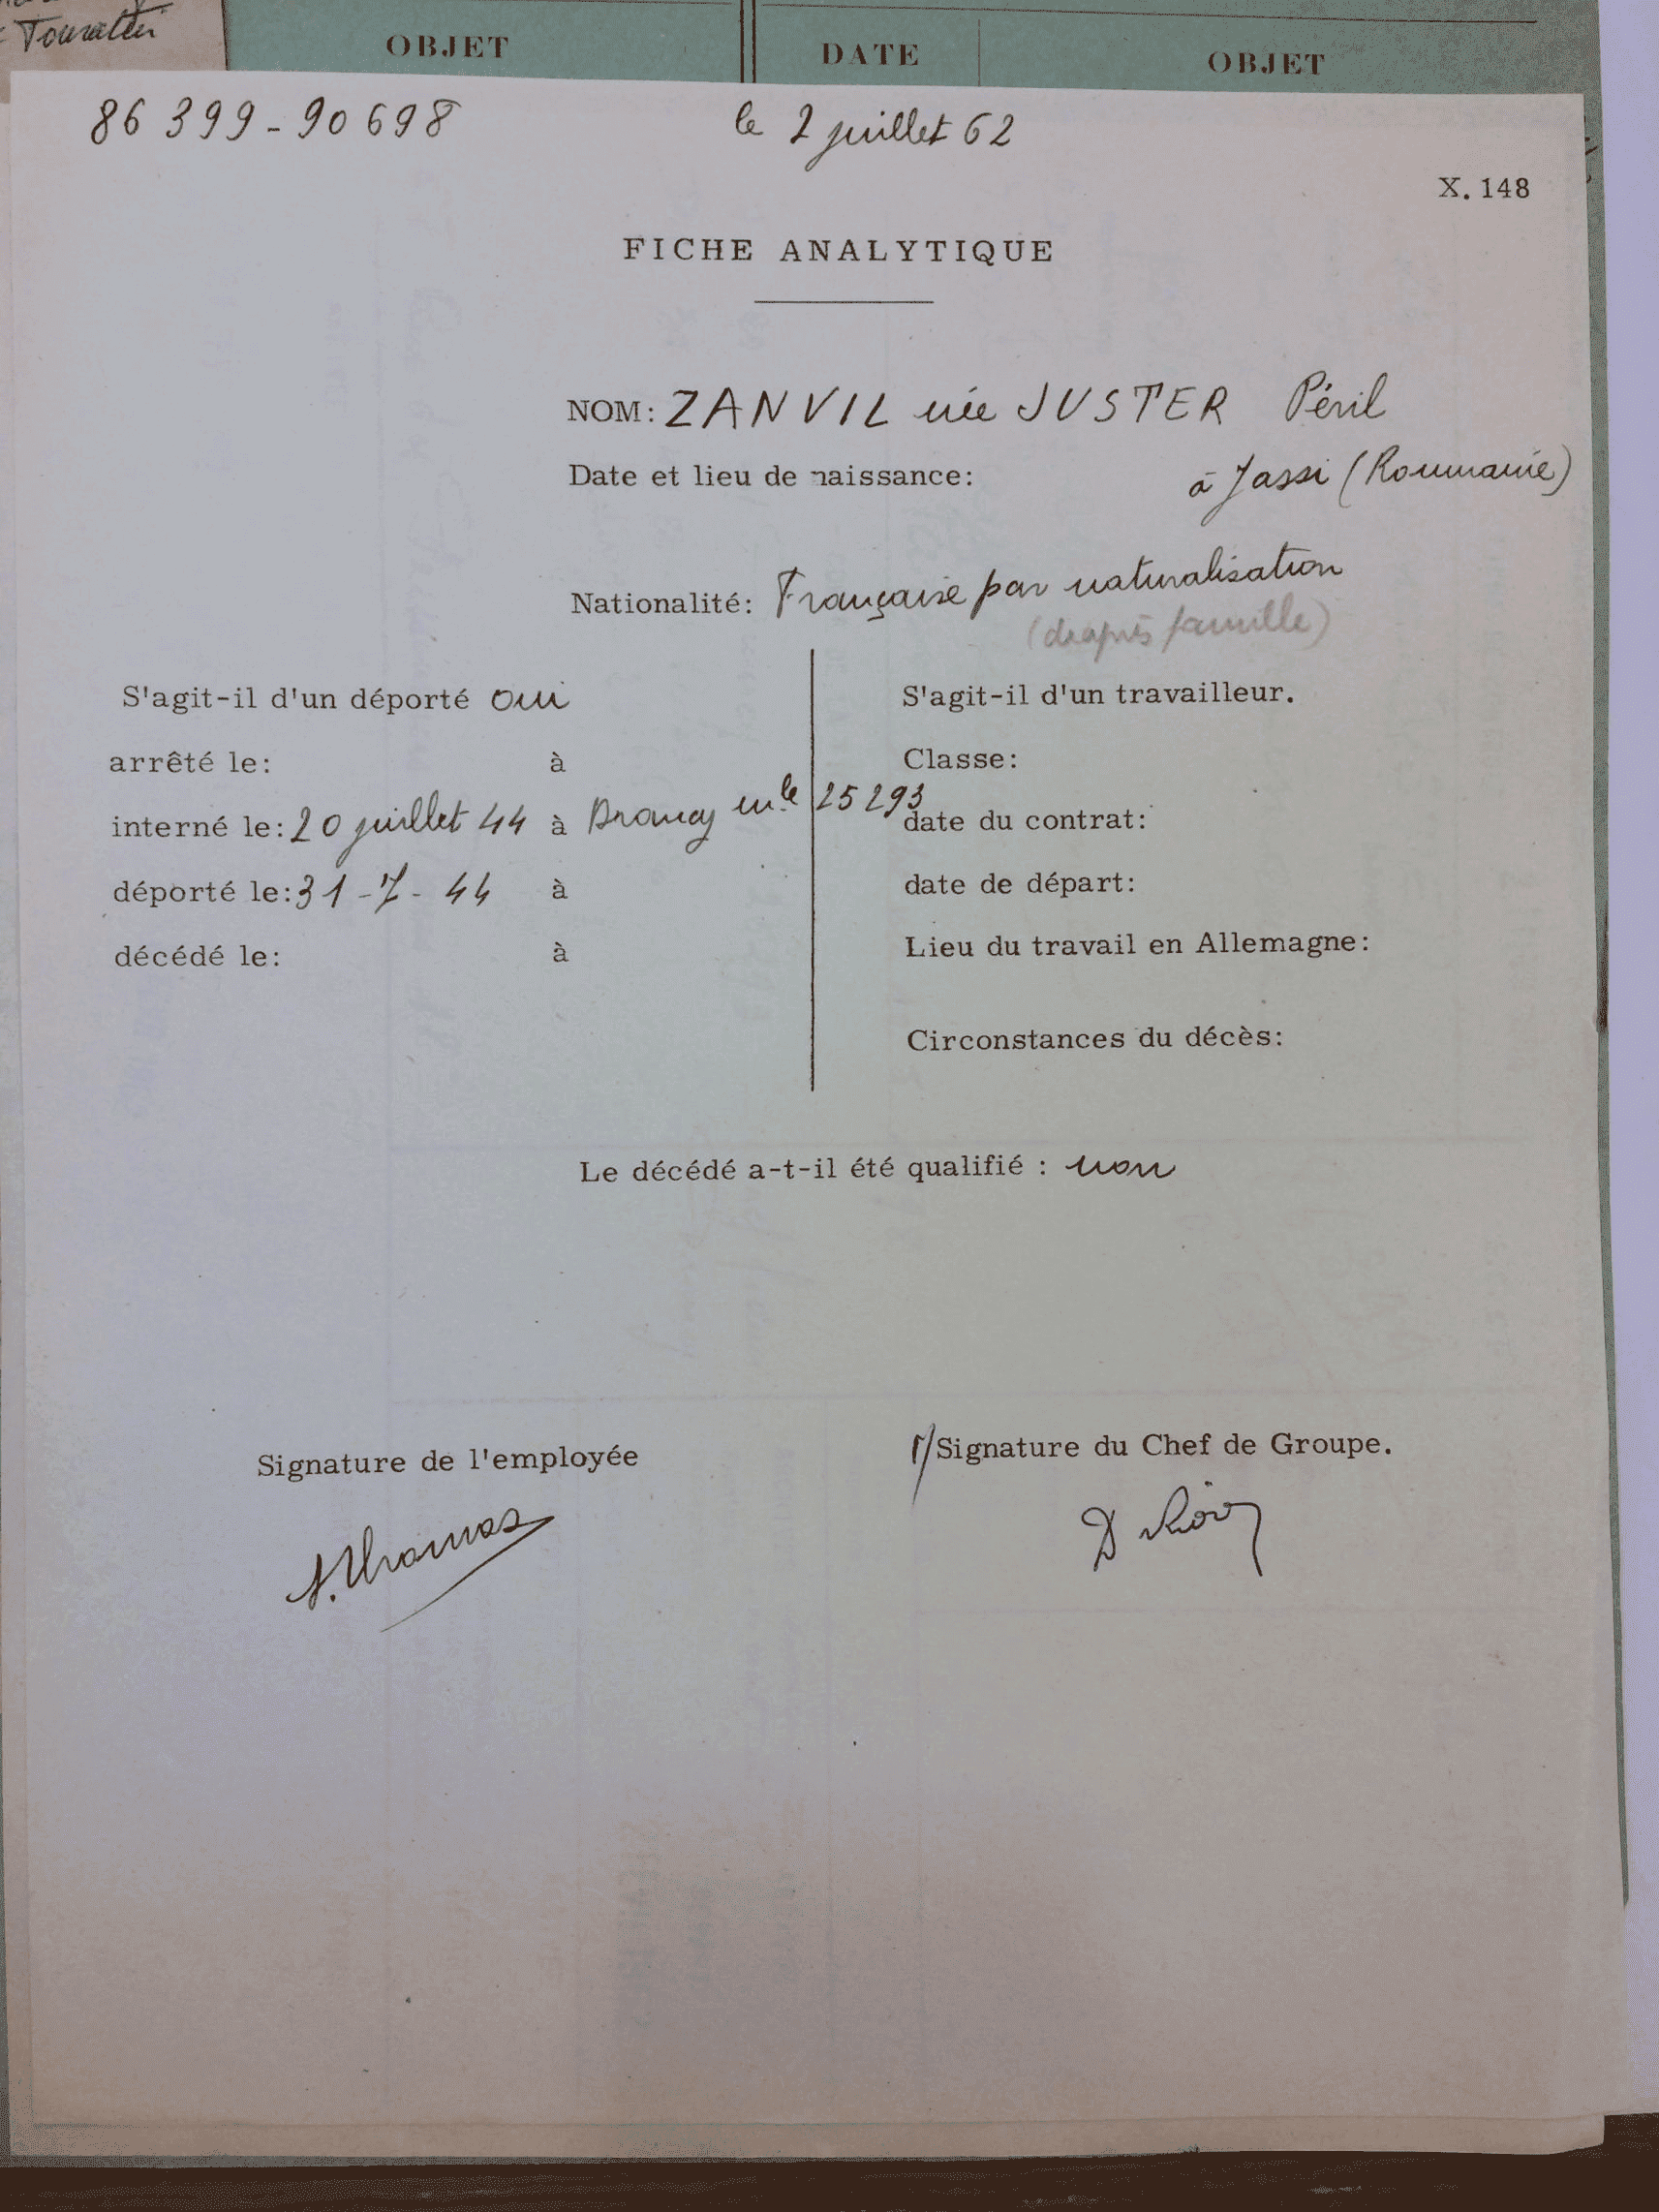 Tourattei
OBJET DATE OBJET
86 399 - 90 698 le 2 juillet 62
X. 148
FICHE ANALYTIQUE
NOM: ZANVIL née JUSTER Péril
Date et lieu de naissance: à Jassi (Roumanie)
Nationalité: Française par naturalisation
(d'après famille)
S'agit-il d'un déporté oui
arrêté le: à
interné le: 20 juillet 44 à Drancy mle 25 293
déporté le: 31-7-44 à
décédé le: à
S'agit-il d'un travailleur.
Classe:
date du contrat:
date de départ:
Lieu du travail en Allemagne:
Circonstances du décès:
Le décédé a-t-il été qualifié : non
Signature de l'employée
Thomas
Signature du Chef de Groupe.